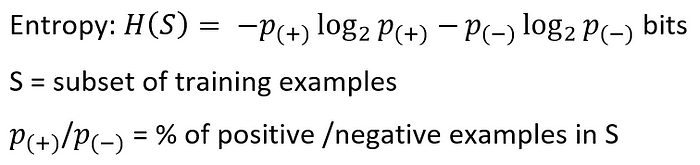 Entropy: H(S) = −p₍₊₎ log₂ p₍₊₎ − p₍₋₎ log₂ p₍₋₎ bits
S = subset of training examples
p₍₊₎/p₍₋₎ = % of positive /negative examples in S